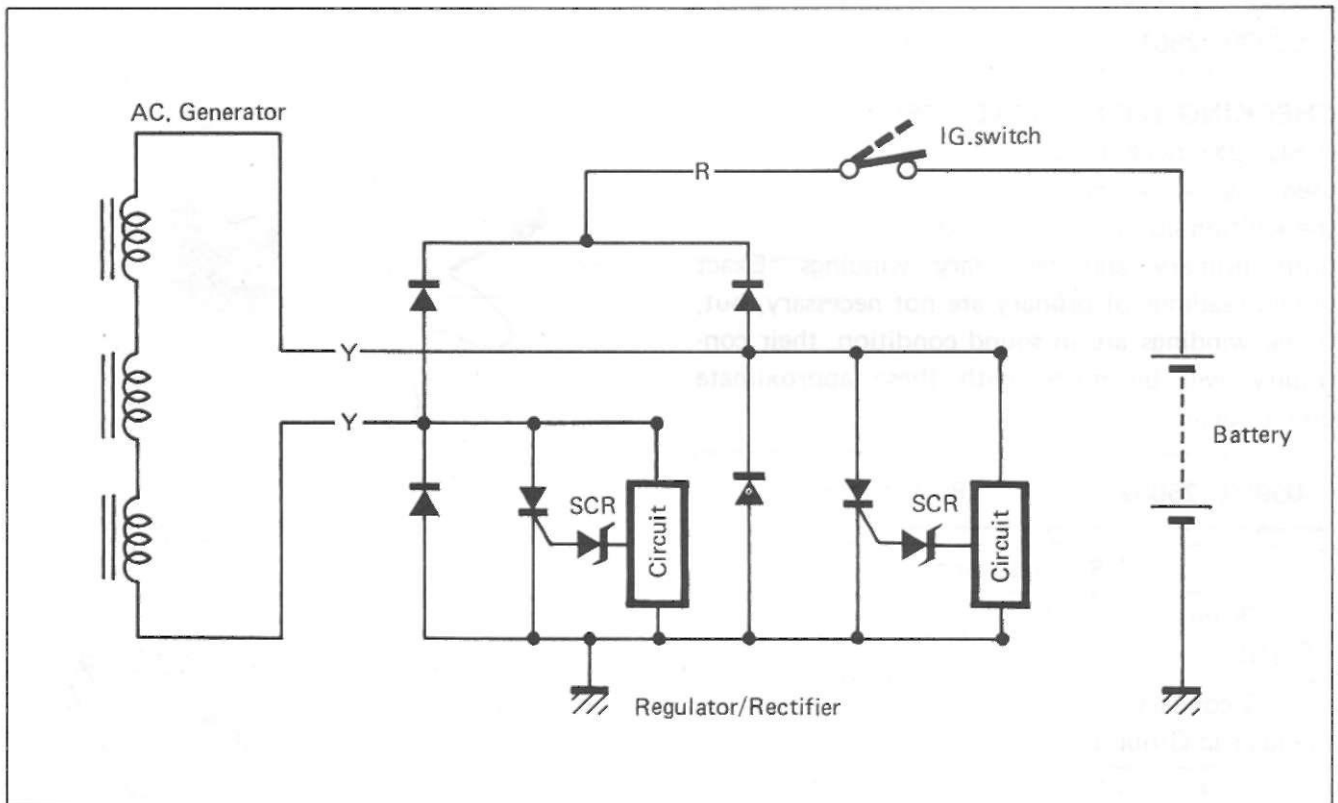 AC. Generator
IG.switch
R
Y
Y
Battery
SCR
Circuit
SCR
Circuit
Regulator/Rectifier